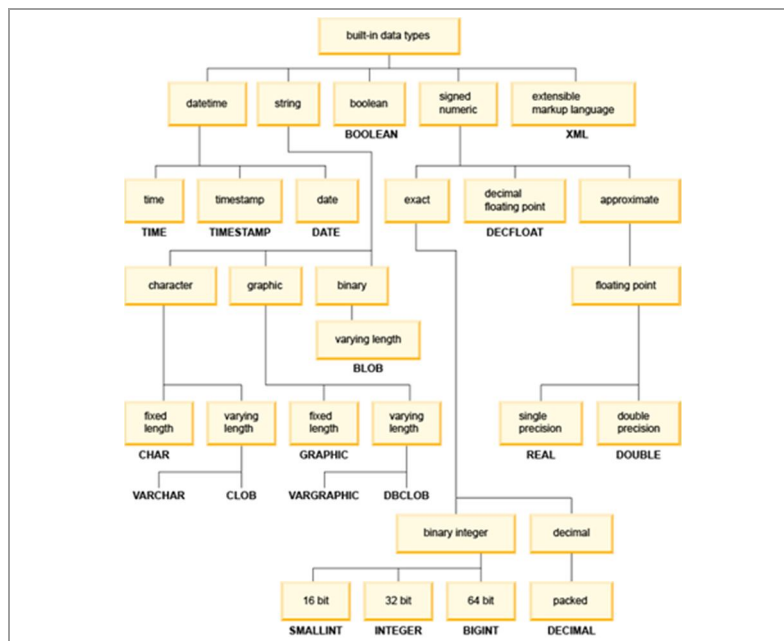 built-in data types
datetime
string
boolean
signed
numeric
extensible
markup language
BOOLEAN
XML
time
timestamp
date
exact
decimal
floating point
approximate
TIME
TIMESTAMP
DATE
DECFLOAT
character
graphic
binary
floating point
varying length
BLOB
fixed
length
varying
length
fixed
length
varying
length
single
precision
double
precision
CHAR
GRAPHIC
REAL
DOUBLE
VARCHAR
CLOB
VARGRAPHIC
DBCLOB
binary integer
decimal
16 bit
32 bit
64 bit
packed
SMALLINT
INTEGER
BIGINT
DECIMAL